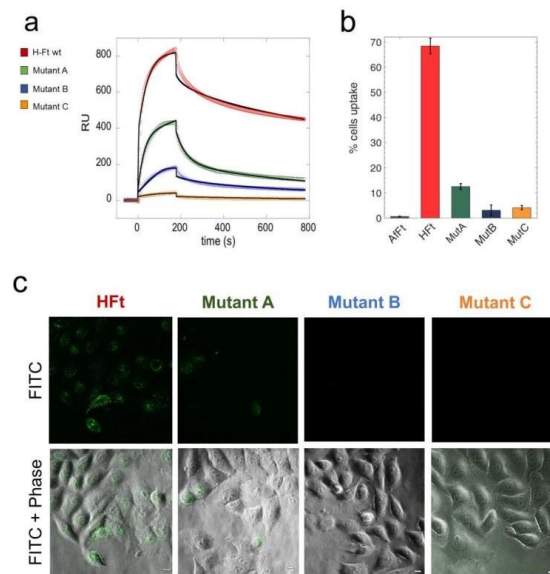 a
H-Ft wt
Mutant A
Mutant B
Mutant C
RU
800
600
400
200
0
0
200
400
600
800
time (s)
b
% cells uptake
70
60
50
40
30
20
10
0
AfFt
HFt
MutA
MutB
MutC
c
HFt
Mutant A
Mutant B
Mutant C
FITC
FITC + Phase